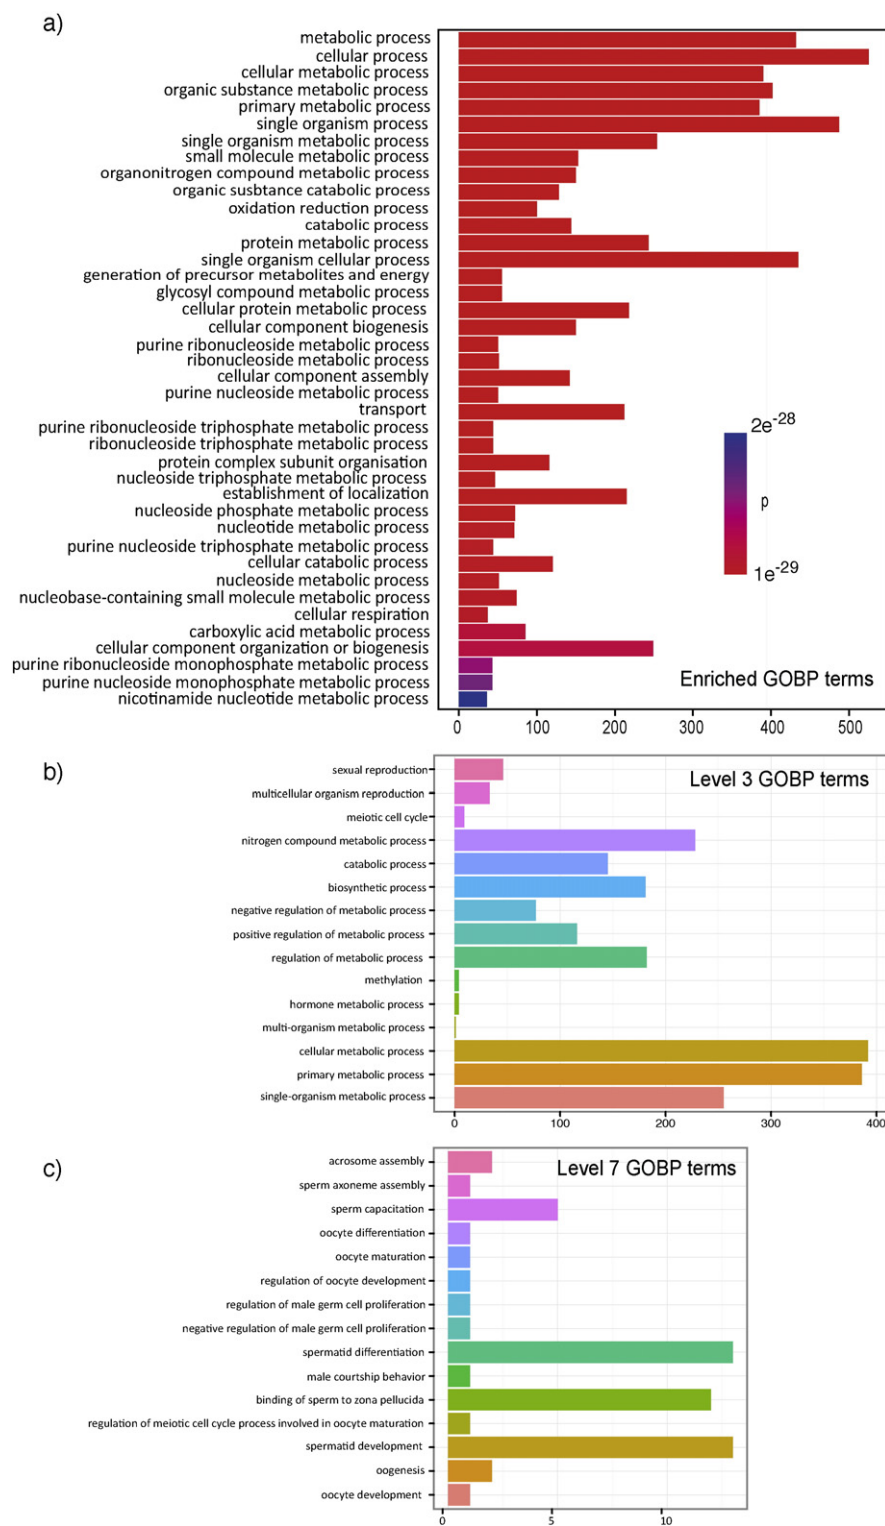 a)
metabolic process
cellular process
cellular metabolic process
organic substance metabolic process
primary metabolic process
single organism process
single organism metabolic process
small molecule metabolic process
organonitrogen compound metabolic process
organic susbtance catabolic process
oxidation reduction process
catabolic process
protein metabolic process
single organism cellular process
generation of precursor metabolites and energy
glycosyl compound metabolic process
cellular protein metabolic process
cellular component biogenesis
purine ribonucleoside metabolic process
ribonucleoside metabolic process
cellular component assembly
purine nucleoside metabolic process
transport
purine ribonucleoside triphosphate metabolic process
ribonucleoside triphosphate metabolic process
protein complex subunit organisation
nucleoside triphosphate metabolic process
establishment of localization
nucleoside phosphate metabolic process
nucleotide metabolic process
purine nucleoside triphosphate metabolic process
cellular catabolic process
nucleoside metabolic process
nucleobase-containing small molecule metabolic process
cellular respiration
carboxylic acid metabolic process
cellular component organization or biogenesis
purine ribonucleoside monophosphate metabolic process
purine nucleoside monophosphate metabolic process
nicotinamide nucleotide metabolic process
2e-28
p
1e-29
Enriched GOBP terms
0 100 200 300 400 500
b)
Level 3 GOBP terms
sexual reproduction
multicellular organism reproduction
meiotic cell cycle
nitrogen compound metabolic process
catabolic process
biosynthetic process
negative regulation of metabolic process
positive regulation of metabolic process
regulation of metabolic process
methylation
hormone metabolic process
multi-organism metabolic process
cellular metabolic process
primary metabolic process
single-organism metabolic process
0 100 200 300 400
c)
Level 7 GOBP terms
acrosome assembly
sperm axoneme assembly
sperm capacitation
oocyte differentiation
oocyte maturation
regulation of oocyte development
regulation of male germ cell proliferation
negative regulation of male germ cell proliferation
spermatid differentiation
male courtship behavior
binding of sperm to zona pellucida
regulation of meiotic cell cycle process involved in oocyte maturation
spermatid development
oogenesis
oocyte development
0 5 10